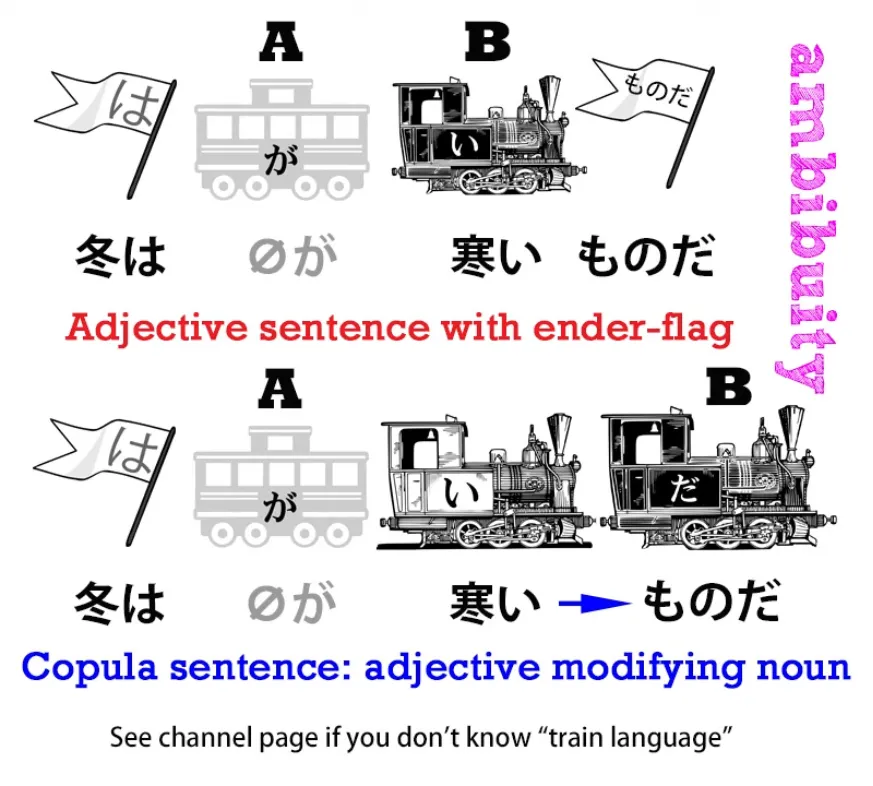 A
B
は
が
い
ものだ
冬は
∅が
寒い
ものだ
Adjective sentence with ender-flag
ambibuity
A
B
は
が
い
だ
冬は
∅が
寒い
ものだ
Copula sentence: adjective modifying noun
See channel page if you don't know “train language”